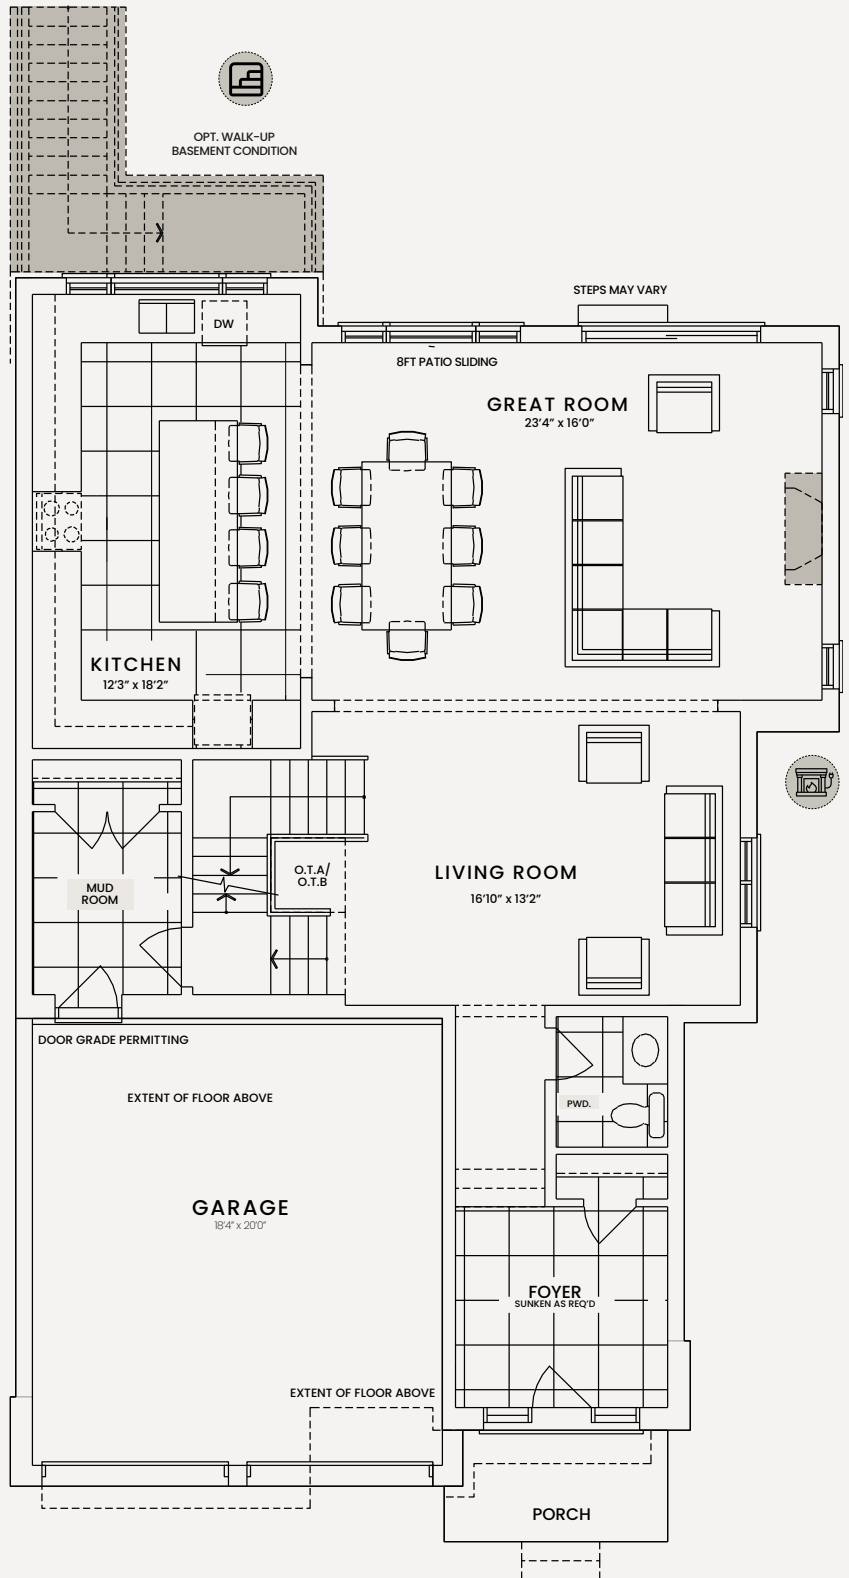 OPT. WALK-UP
BASEMENT CONDITION
STEPS MAY VARY
DW
8FT PATIO SLIDING
GREAT ROOM
23'4" x 16'0"
KITCHEN
12'3" x 18'2"
O.T.A/
O.T.B
LIVING ROOM
16'10" x 13'2"
MUD
ROOM
DOOR GRADE PERMITTING
EXTENT OF FLOOR ABOVE
PWD.
GARAGE
18'4" x 20'0"
FOYER
SUNKEN AS REQ'D
EXTENT OF FLOOR ABOVE
PORCH